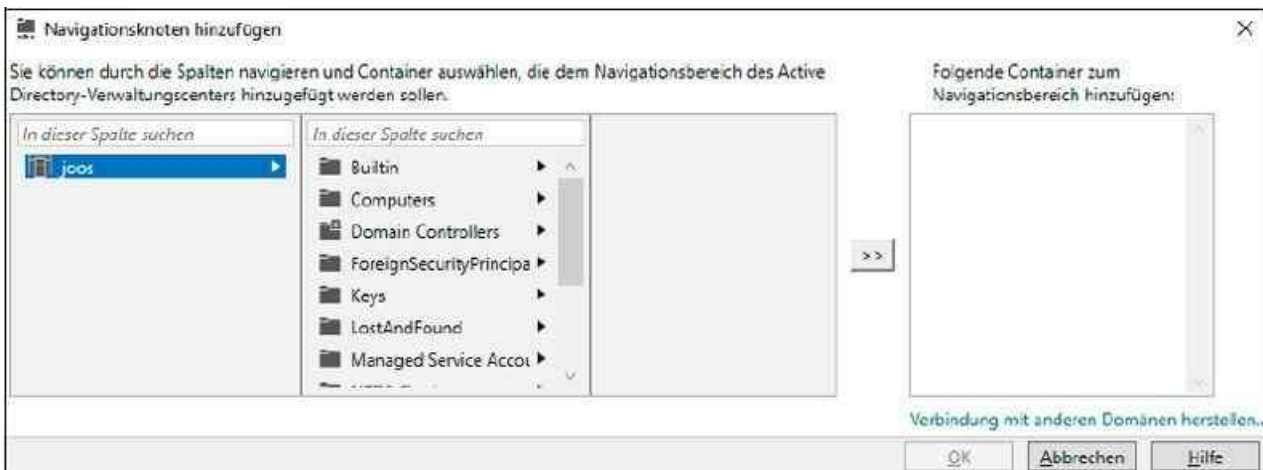 Navigationsknoten hinzufügen
Sie können durch die Spalten navigieren und Container auswählen, die dem Navigationsbereich des Active
Directory-Verwaltungscenters hinzugefügt werden sollen.
Folgende Container zum
Navigationsbereich hinzufügen:
In dieser Spalte suchen
In dieser Spalte suchen
joos
Builtin
Computers
Domain Controllers
ForeignSecurityPrincipa
Keys
LostAndFound
Managed Service Accou
>>
Verbindung mit anderen Domänen herstellen..
OK
Abbrechen
Hilfe